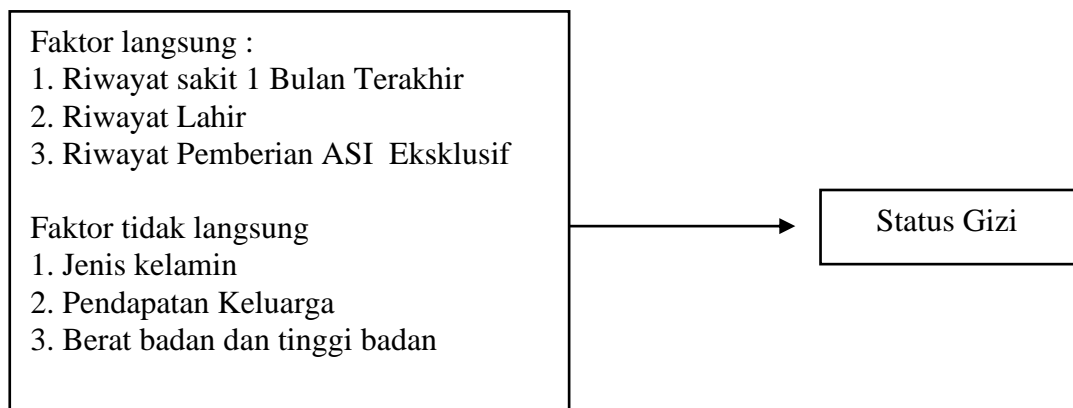 Faktor langsung :
1. Riwayat sakit 1 Bulan Terakhir
2. Riwayat Lahir
3. Riwayat Pemberian ASI Eksklusif
Faktor tidak langsung
1. Jenis kelamin
2. Pendapatan Keluarga
3. Berat badan dan tinggi badan
Status Gizi